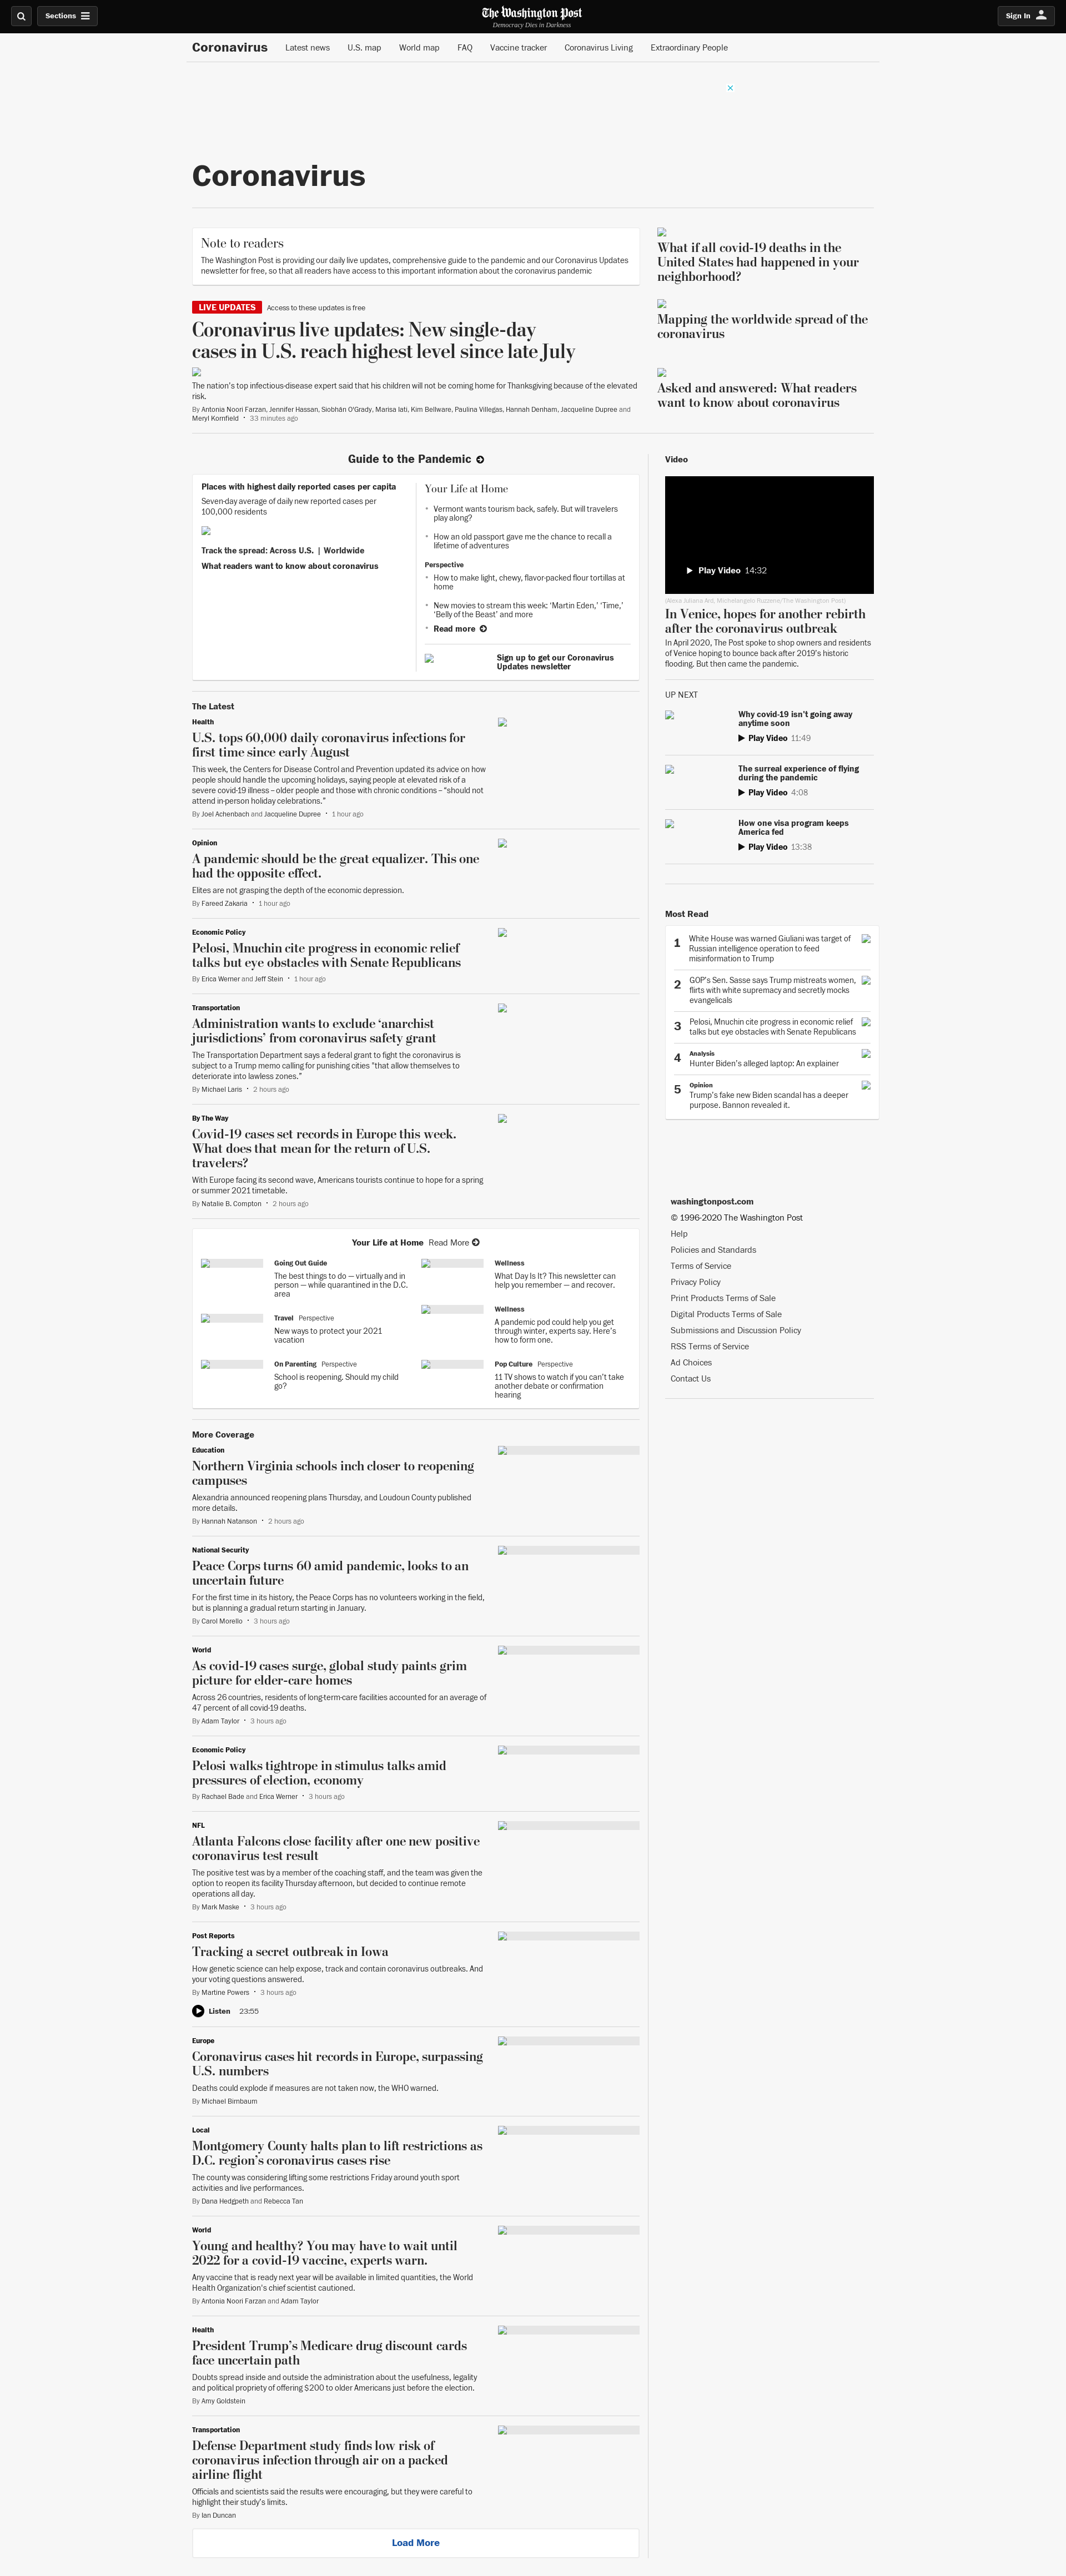 Sections
The Washington Post
Democracy Dies in Darkness
Sign In
Coronavirus
Latest news
U.S. map
World map
FAQ
Vaccine tracker
Coronavirus Living
Extraordinary People
Coronavirus
Note to readers
The Washington Post is providing our daily live updates, comprehensive guide to the pandemic and our Coronavirus Updates
newsletter for free, so that all readers have access to this important information about the coronavirus pandemic
LIVE UPDATES Access to these updates is free
Coronavirus live updates: New single-day
cases in U.S. reach highest level since late July
The nation's top infectious-disease expert said that his children will not be coming home for Thanksgiving because of the elevated
risk.
By Antonia Noori Farzan, Jennifer Hassan, Siobhán O'Grady, Marisa Iati, Kim Bellware, Paulina Villegas, Hannah Denham, Jacqueline Dupree and
Meryl Kornfield • 33 minutes ago
What if all covid-19 deaths in the
United States had happened in your
neighborhood?
Mapping the worldwide spread of the
coronavirus
Asked and answered: What readers
want to know about coronavirus
Guide to the Pandemic
Places with highest daily reported cases per capita
Seven-day average of daily new reported cases per
100,000 residents
Track the spread: Across U.S. | Worldwide
What readers want to know about coronavirus
Your Life at Home
• Vermont wants tourism back, safely. But will travelers
play along?
• How an old passport gave me the chance to recall a
lifetime of adventures
Perspective
• How to make light, chewy, flavor-packed flour tortillas at
home
• New movies to stream this week: ‘Martin Eden,’ ‘Time,’
‘Belly of the Beast’ and more
• Read more
Sign up to get our Coronavirus
Updates newsletter
The Latest
Health
U.S. tops 60,000 daily coronavirus infections for
first time since early August
This week, the Centers for Disease Control and Prevention updated its advice on how
people should handle the upcoming holidays, saying people at elevated risk of a
severe covid-19 illness – older people and those with chronic conditions – “should not
attend in-person holiday celebrations.”
By Joel Achenbach and Jacqueline Dupree • 1 hour ago
Opinion
A pandemic should be the great equalizer. This one
had the opposite effect.
Elites are not grasping the depth of the economic depression.
By Fareed Zakaria • 1 hour ago
Economic Policy
Pelosi, Mnuchin cite progress in economic relief
talks but eye obstacles with Senate Republicans
By Erica Werner and Jeff Stein • 1 hour ago
Transportation
Administration wants to exclude ‘anarchist
jurisdictions’ from coronavirus safety grant
The Transportation Department says a federal grant to fight the coronavirus is
subject to a Trump memo calling for punishing cities “that allow themselves to
deteriorate into lawless zones.”
By Michael Laris • 2 hours ago
By The Way
Covid-19 cases set records in Europe this week.
What does that mean for the return of U.S.
travelers?
With Europe facing its second wave, Americans tourists continue to hope for a spring
or summer 2021 timetable.
By Natalie B. Compton • 2 hours ago
Your Life at Home Read More
Going Out Guide
The best things to do — virtually and in
person — while quarantined in the D.C.
area
Travel Perspective
New ways to protect your 2021
vacation
On Parenting Perspective
School is reopening. Should my child
go?
Wellness
What Day Is It? This newsletter can
help you remember — and recover.
Wellness
A pandemic pod could help you get
through winter, experts say. Here’s
how to form one.
Pop Culture Perspective
11 TV shows to watch if you can’t take
another debate or confirmation
hearing
More Coverage
Education
Northern Virginia schools inch closer to reopening
campuses
Alexandria announced reopening plans Thursday, and Loudoun County published
more details.
By Hannah Natanson • 2 hours ago
National Security
Peace Corps turns 60 amid pandemic, looks to an
uncertain future
For the first time in its history, the Peace Corps has no volunteers working in the field,
but is planning a gradual return starting in January.
By Carol Morello • 3 hours ago
World
As covid-19 cases surge, global study paints grim
picture for elder-care homes
Across 26 countries, residents of long-term-care facilities accounted for an average of
47 percent of all covid-19 deaths.
By Adam Taylor • 3 hours ago
Economic Policy
Pelosi walks tightrope in stimulus talks amid
pressures of election, economy
By Rachael Bade and Erica Werner • 3 hours ago
NFL
Atlanta Falcons close facility after one new positive
coronavirus test result
The positive test was by a member of the coaching staff, and the team was given the
option to reopen its facility Thursday afternoon, but decided to continue remote
operations all day.
By Mark Maske • 3 hours ago
Post Reports
Tracking a secret outbreak in Iowa
How genetic science can help expose, track and contain coronavirus outbreaks. And
your voting questions answered.
By Martine Powers • 3 hours ago
Listen 23:55
Europe
Coronavirus cases hit records in Europe, surpassing
U.S. numbers
Deaths could explode if measures are not taken now, the WHO warned.
By Michael Birnbaum
Local
Montgomery County halts plan to lift restrictions as
D.C. region’s coronavirus cases rise
The county was considering lifting some restrictions Friday around youth sport
activities and live performances.
By Dana Hedgpeth and Rebecca Tan
World
Young and healthy? You may have to wait until
2022 for a covid-19 vaccine, experts warn.
Any vaccine that is ready next year will be available in limited quantities, the World
Health Organization’s chief scientist cautioned.
By Antonia Noori Farzan and Adam Taylor
Health
President Trump’s Medicare drug discount cards
face uncertain path
Doubts spread inside and outside the administration about the usefulness, legality
and political propriety of offering $200 to older Americans just before the election.
By Amy Goldstein
Transportation
Defense Department study finds low risk of
coronavirus infection through air on a packed
airline flight
Officials and scientists said the results were encouraging, but they were careful to
highlight their study’s limits.
By Ian Duncan
Load More
Video
Play Video 14:32
(Alexa Juliana Ard, Michelangelo Ruzzene/The Washington Post)
In Venice, hopes for another rebirth
after the coronavirus outbreak
In April 2020, The Post spoke to shop owners and residents
of Venice hoping to bounce back after 2019’s historic
flooding. But then came the pandemic.
UP NEXT
Why covid-19 isn’t going away
anytime soon
Play Video 11:49
The surreal experience of flying
during the pandemic
Play Video 4:08
How one visa program keeps
America fed
Play Video 13:38
Most Read
1 White House was warned Giuliani was target of
Russian intelligence operation to feed
misinformation to Trump
2 GOP’s Sen. Sasse says Trump mistreats women,
flirts with white supremacy and secretly mocks
evangelicals
3 Pelosi, Mnuchin cite progress in economic relief
talks but eye obstacles with Senate Republicans
4 Analysis
Hunter Biden’s alleged laptop: An explainer
5 Opinion
Trump’s fake new Biden scandal has a deeper
purpose. Bannon revealed it.
washingtonpost.com
© 1996-2020 The Washington Post
Help
Policies and Standards
Terms of Service
Privacy Policy
Print Products Terms of Sale
Digital Products Terms of Sale
Submissions and Discussion Policy
RSS Terms of Service
Ad Choices
Contact Us